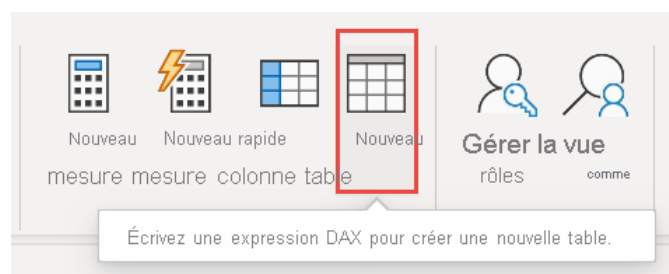 Nouveau Nouveau rapide Nouveau
mesure mesure colonne table
Gérer la vue
rôles comme
Écrivez une expression DAX pour créer une nouvelle table.